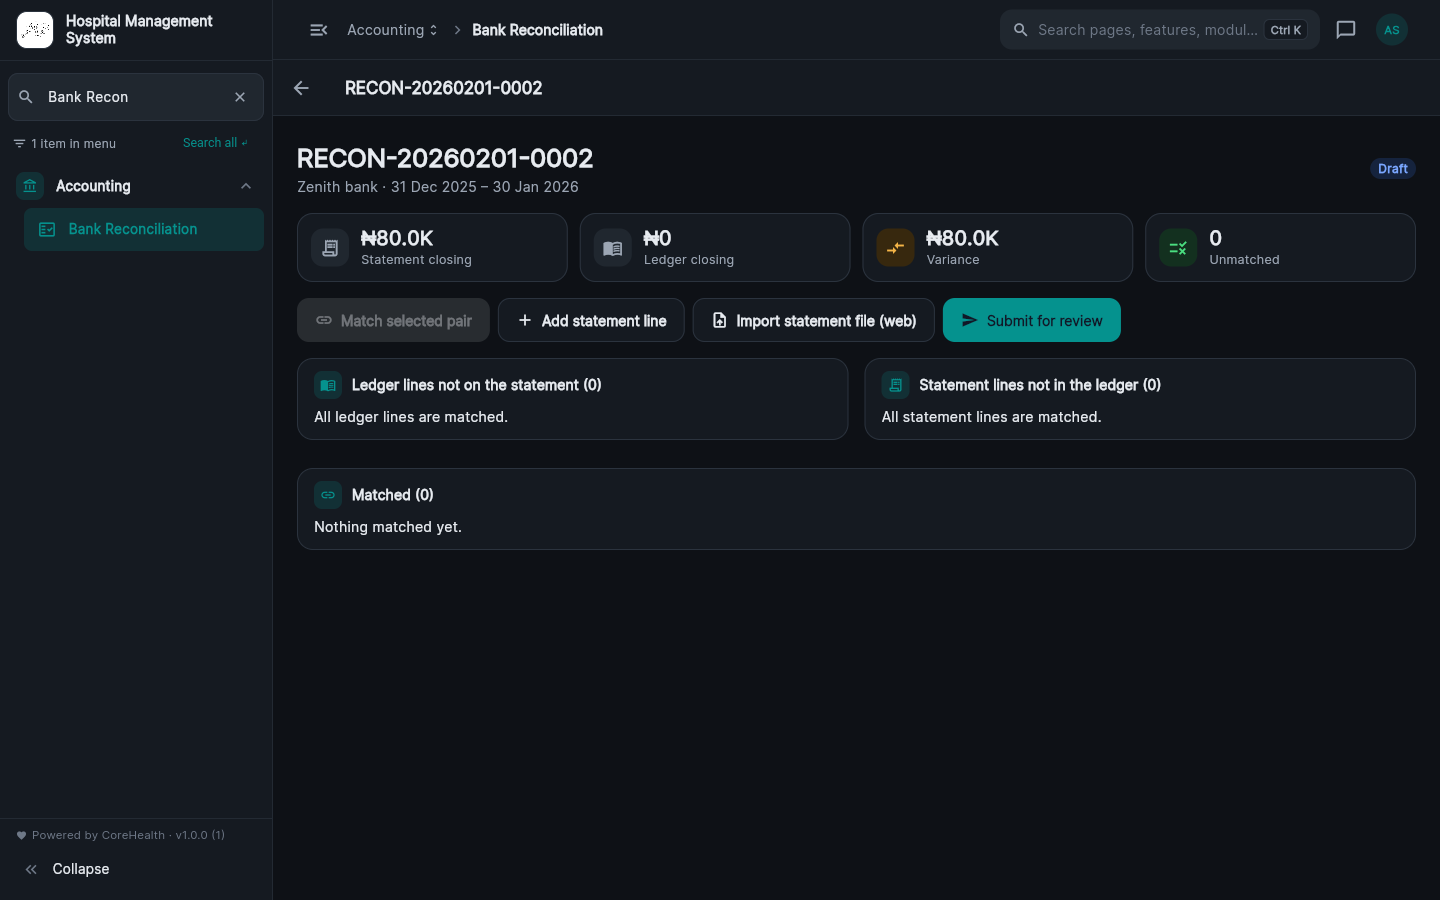 Hospital Management
System
Accounting
Bank Reconciliation
Search pages, features, modul...
Ctrl K
AS
Bank Recon
RECON-20260201-0002
1 item in menu
Search all
Accounting
Bank Reconciliation
RECON-20260201-0002
Zenith bank · 31 Dec 2025 – 30 Jan 2026
Draft
₦80.0K
Statement closing
₦0
Ledger closing
₦80.0K
Variance
0
Unmatched
Match selected pair
Add statement line
Import statement file (web)
Submit for review
Ledger lines not on the statement (0)
All ledger lines are matched.
Statement lines not in the ledger (0)
All statement lines are matched.
Matched (0)
Nothing matched yet.
Powered by CoreHealth · v1.0.0 (1)
Collapse